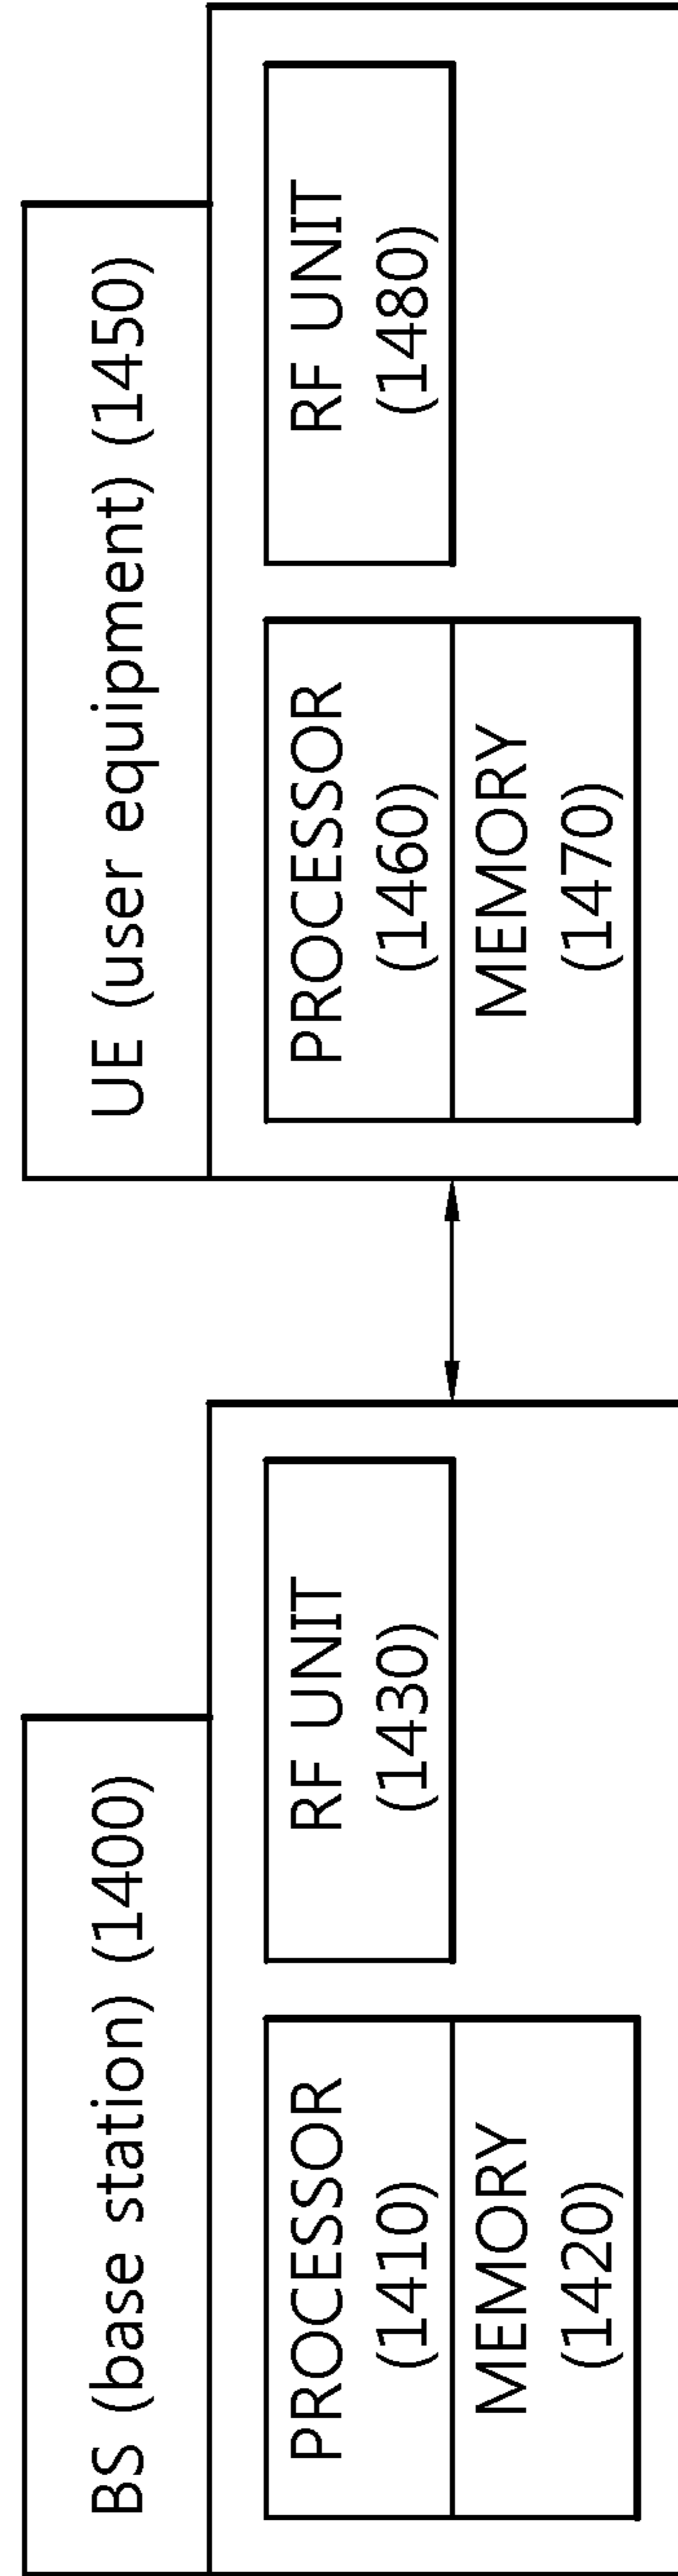 BS (base station) (1400)
PROCESSOR
(1410)
MEMORY
(1420)
RF UNIT
(1430)
UE (user equipment) (1450)
PROCESSOR
(1460)
MEMORY
(1470)
RF UNIT
(1480)